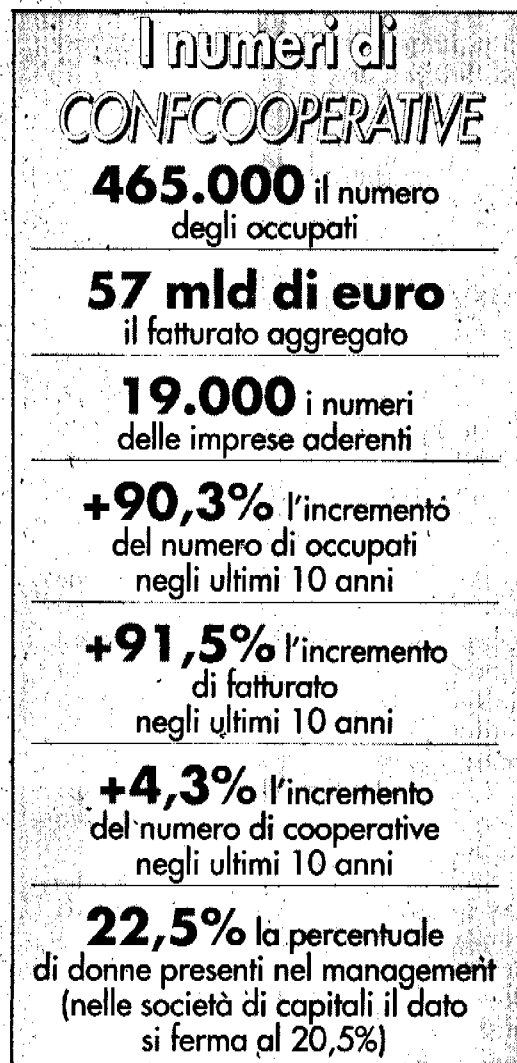 I numeri di
CONFCOOPERATIVE
465.000 il numero
degli occupati
57 mld di euro
il fatturato aggregato
19.000 i numeri
delle imprese aderenti
+90,3% l'incremento
del numero di occupati
negli ultimi 10 anni
+91,5% l'incremento
di fatturato
negli ultimi 10 anni
+4,3% l'incremento
del numero di cooperative
negli ultimi 10 anni
22,5% la percentuale
di donne presenti nel management
(nelle società di capitali il dato
si ferma al 20,5%)